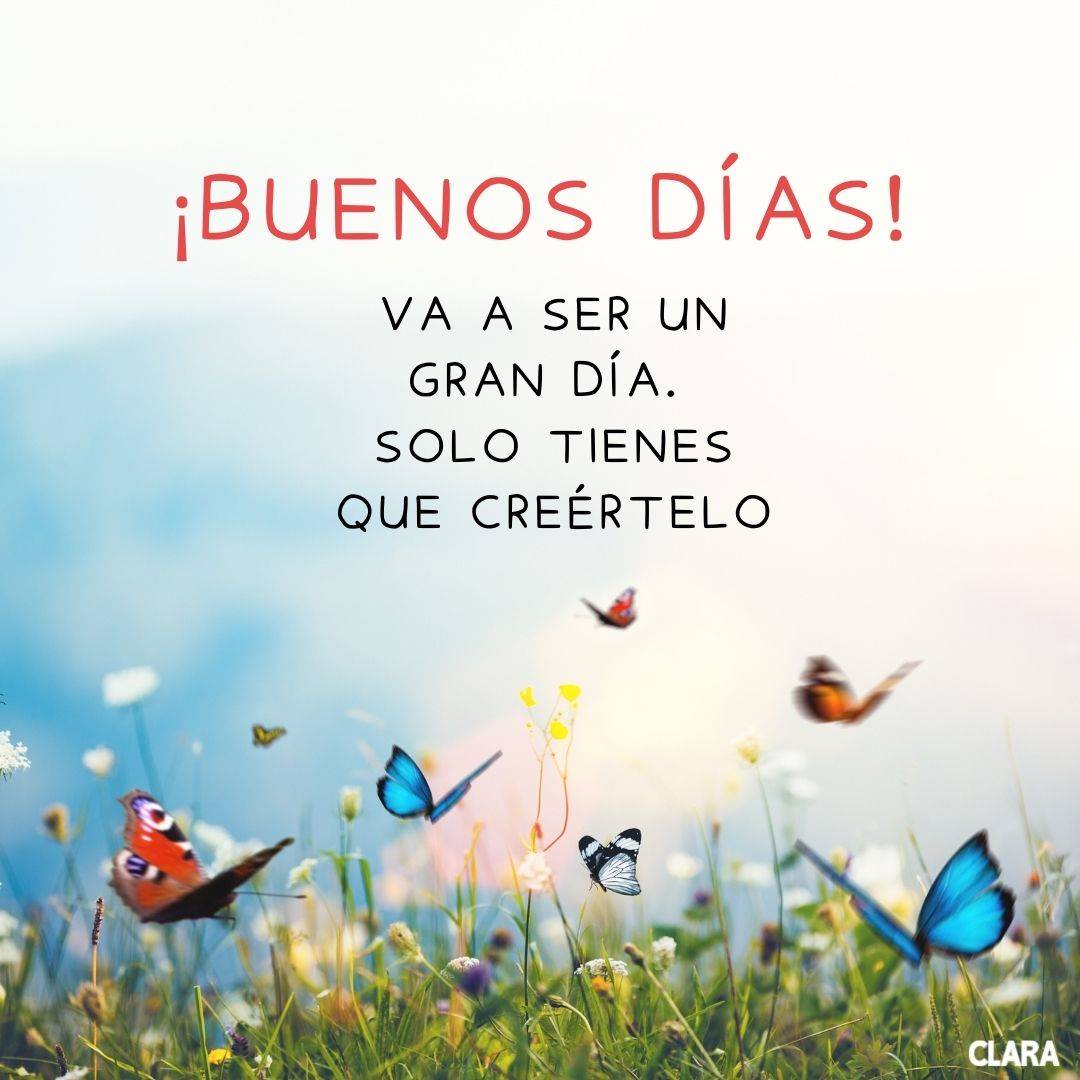 ¡BUENOS DÍAS!
VA A SER UN
GRAN DÍA.
SOLO TIENES
QUE CREÉRTELO
CLARA